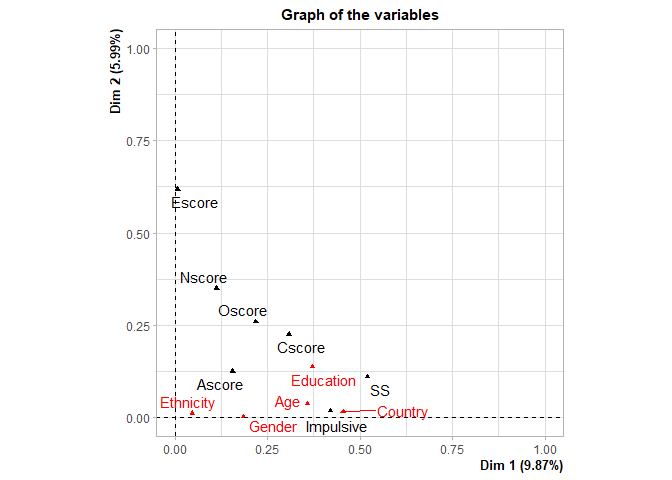 Graph of the variables
Dim 2 (5.99%)
1.00
0.75
0.50
0.25
0.00
Escore
Nscore
Oscore
Cscore
Ascore
Education
SS
Ethnicity
Age
Country
Gender
Impulsive
0.00
0.25
0.50
0.75
1.00
Dim 1 (9.87%)